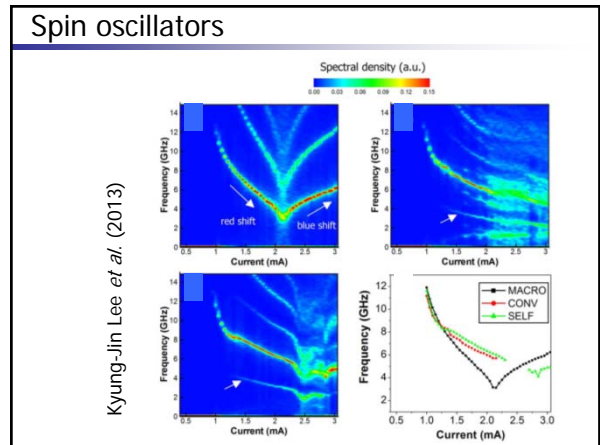 Spin oscillators
Kyung-Jin Lee et al. (2013)
Spectral density (a.u.)
0.00 0.03 0.06 0.09 0.12 0.15
Frequency (GHz)
14
12
10
8
6
4
2
0
red shift
blue shift
0.5 1.0 1.5 2.0 2.5 3.0
Current (mA)
Frequency (GHz)
14
12
10
8
6
4
2
0
0.5 1.0 1.5 2.0 2.5 3.0
Current (mA)
Frequency (GHz)
14
12
10
8
6
4
2
0
0.5 1.0 1.5 2.0 2.5 3.0
Current (mA)
Frequency (GHz)
12
10
8
6
4
2
MACRO
CONV
SELF
0.5 1.0 1.5 2.0 2.5 3.0
Current (mA)